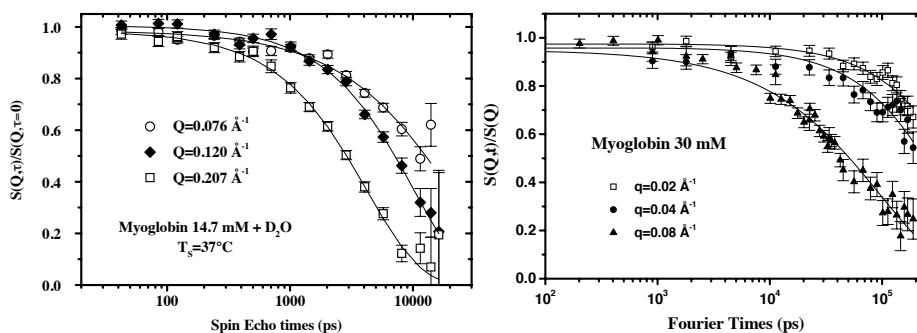 S(Q,τ)/S(Q,τ=0)
1.0
0.8
0.6
0.4
0.2
0.0
Q=0.076 Å⁻¹
Q=0.120 Å⁻¹
Q=0.207 Å⁻¹
Myoglobin 14.7 mM + D₂O
Tₛ=37°C
100 1000 10000
Spin Echo times (ps)
S(Q,t)/S(Q)
1.0
0.8
0.6
0.4
0.2
0.0
Myoglobin 30 mM
q=0.02 Å⁻¹
q=0.04 Å⁻¹
q=0.08 Å⁻¹
10² 10³ 10⁴ 10⁵
Fourier Times (ps)